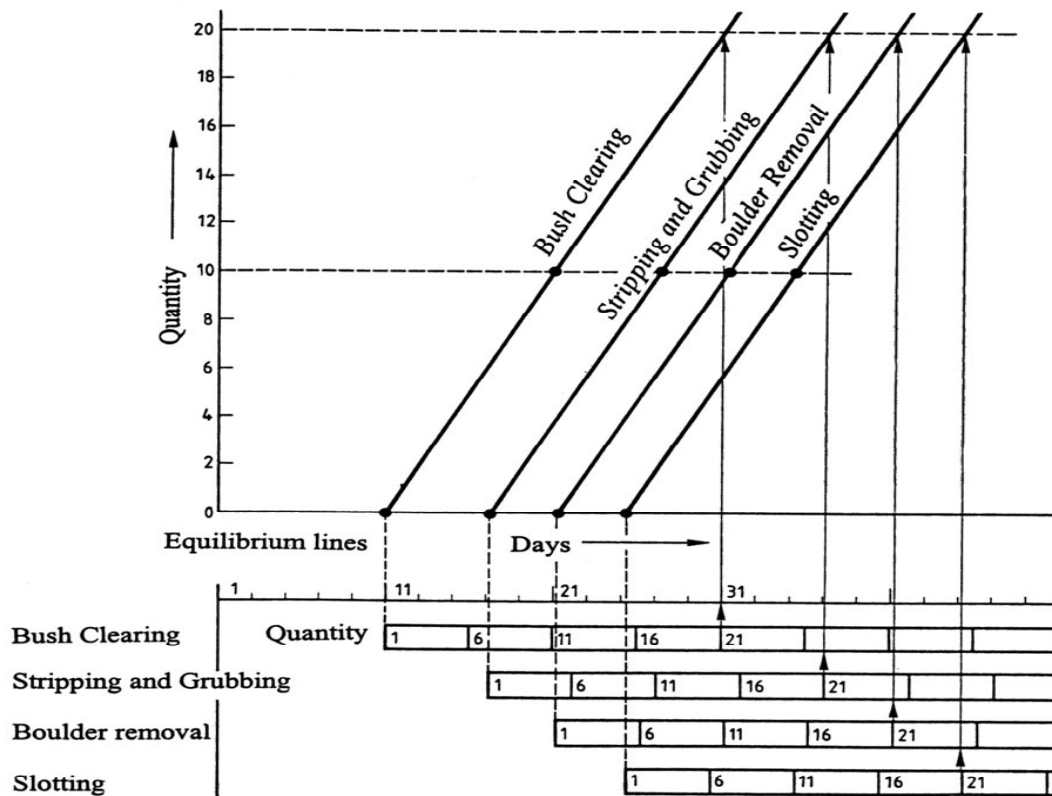 20
18
16
14
12
10
8
6
4
2
0
Quantity
Bush Clearing
Stripping and Grubbing
Boulder Removal
Slotting
Equilibrium lines Days
1 11 21 31
Bush Clearing Quantity 1 6 11 16 21
Stripping and Grubbing 1 6 11 16 21
Boulder removal 1 6 11 16 21
Slotting 1 6 11 16 21